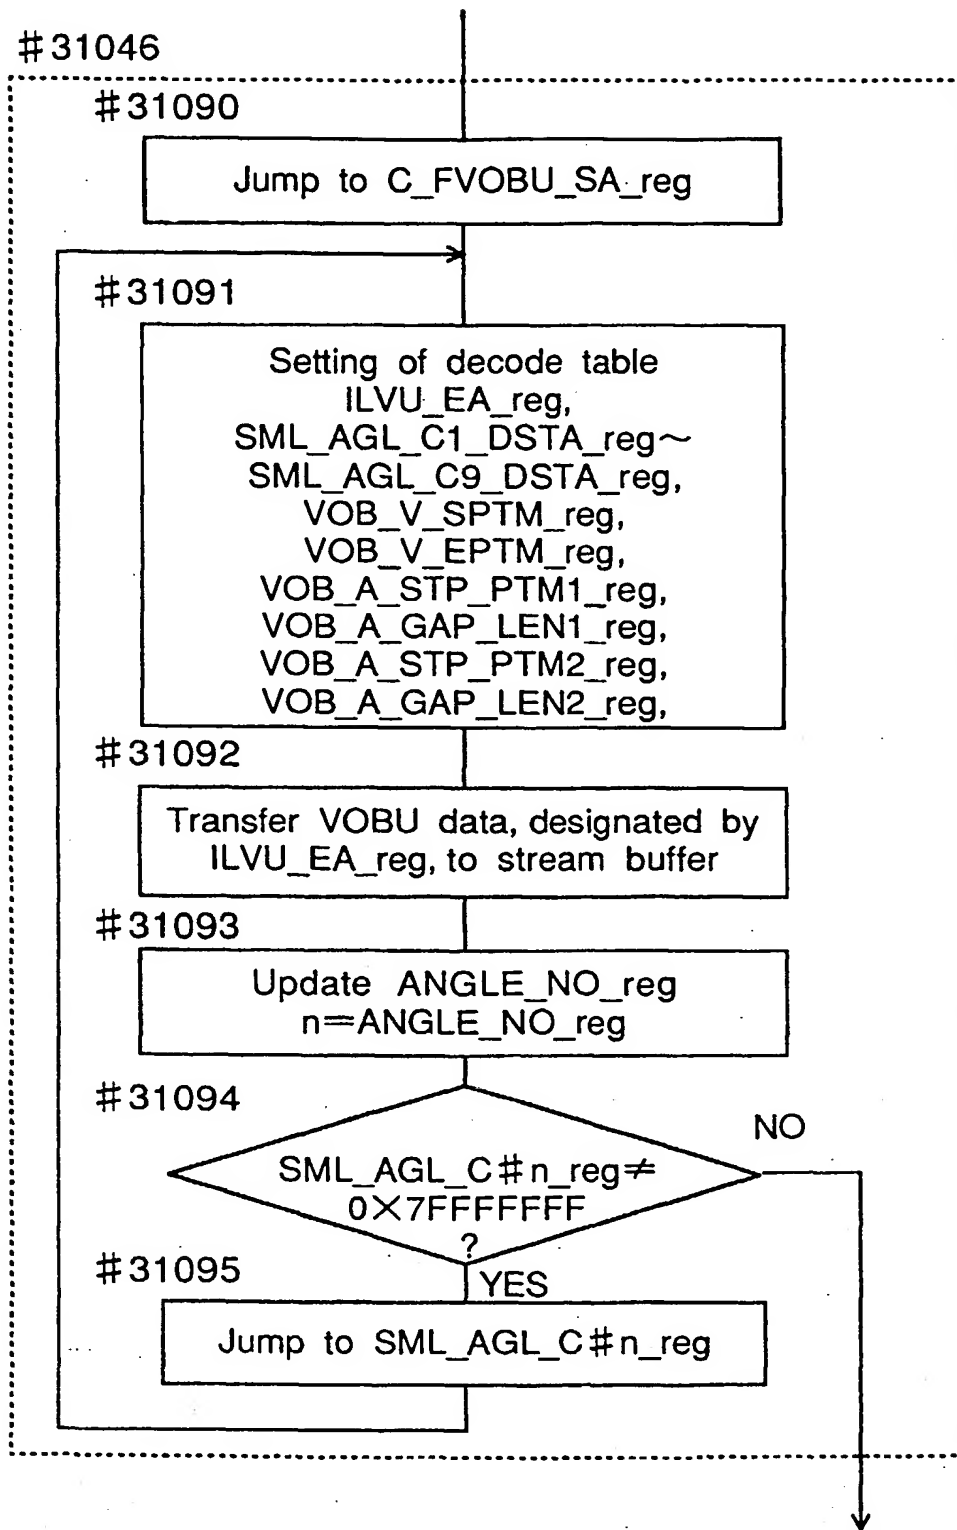 #31046
#31090
Jump to C_FVOBU_SA_reg
#31091
Setting of decode table
ILVU_EA_reg,
SML_AGL_C1_DSTA_reg~
SML_AGL_C9_DSTA_reg,
VOB_V_SPTM_reg,
VOB_V_EPTM_reg,
VOB_A_STP_PTM1_reg,
VOB_A_GAP_LEN1_reg,
VOB_A_STP_PTM2_reg,
VOB_A_GAP_LEN2_reg,
#31092
Transfer VOBU data, designated by
ILVU_EA_reg, to stream buffer
#31093
Update ANGLE_NO_reg
n=ANGLE_NO_reg
#31094
NO
SML_AGL_C#n_reg≠
0×7FFFFFFF
?
#31095
YES
Jump to SML_AGL_C#n_reg